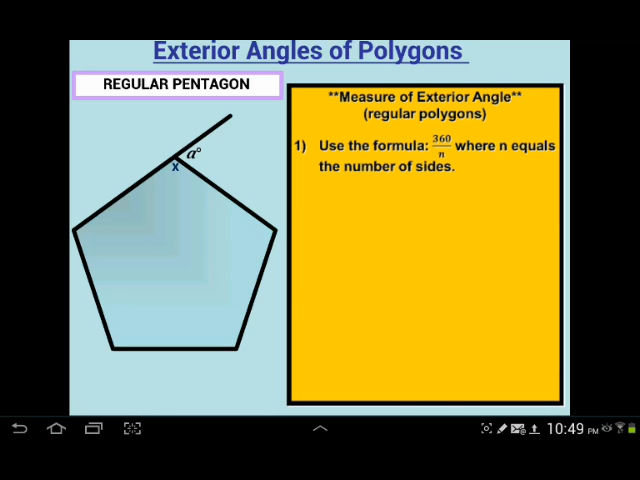 Exterior Angles of Polygons
REGULAR PENTAGON
a°
x
**Measure of Exterior Angle**
(regular polygons)
1) Use the formula: 360/n where n equals
the number of sides.
10:49 PM